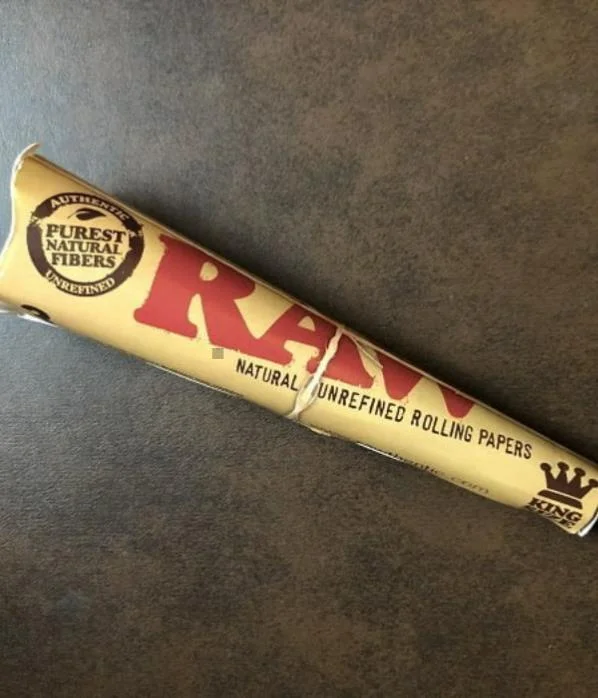 AUTHENTIC
PUREST
NATURAL
FIBERS
UNREFINED
RAW
NATURAL UNREFINED ROLLING PAPERS
KING
SIZE